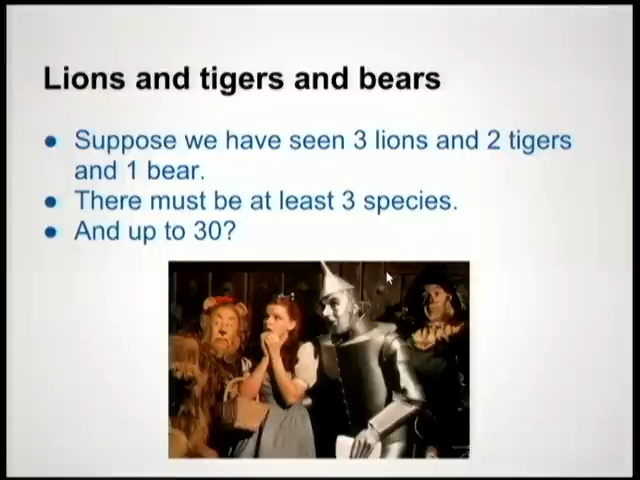 Lions and tigers and bears
● Suppose we have seen 3 lions and 2 tigers
and 1 bear.
● There must be at least 3 species.
● And up to 30?